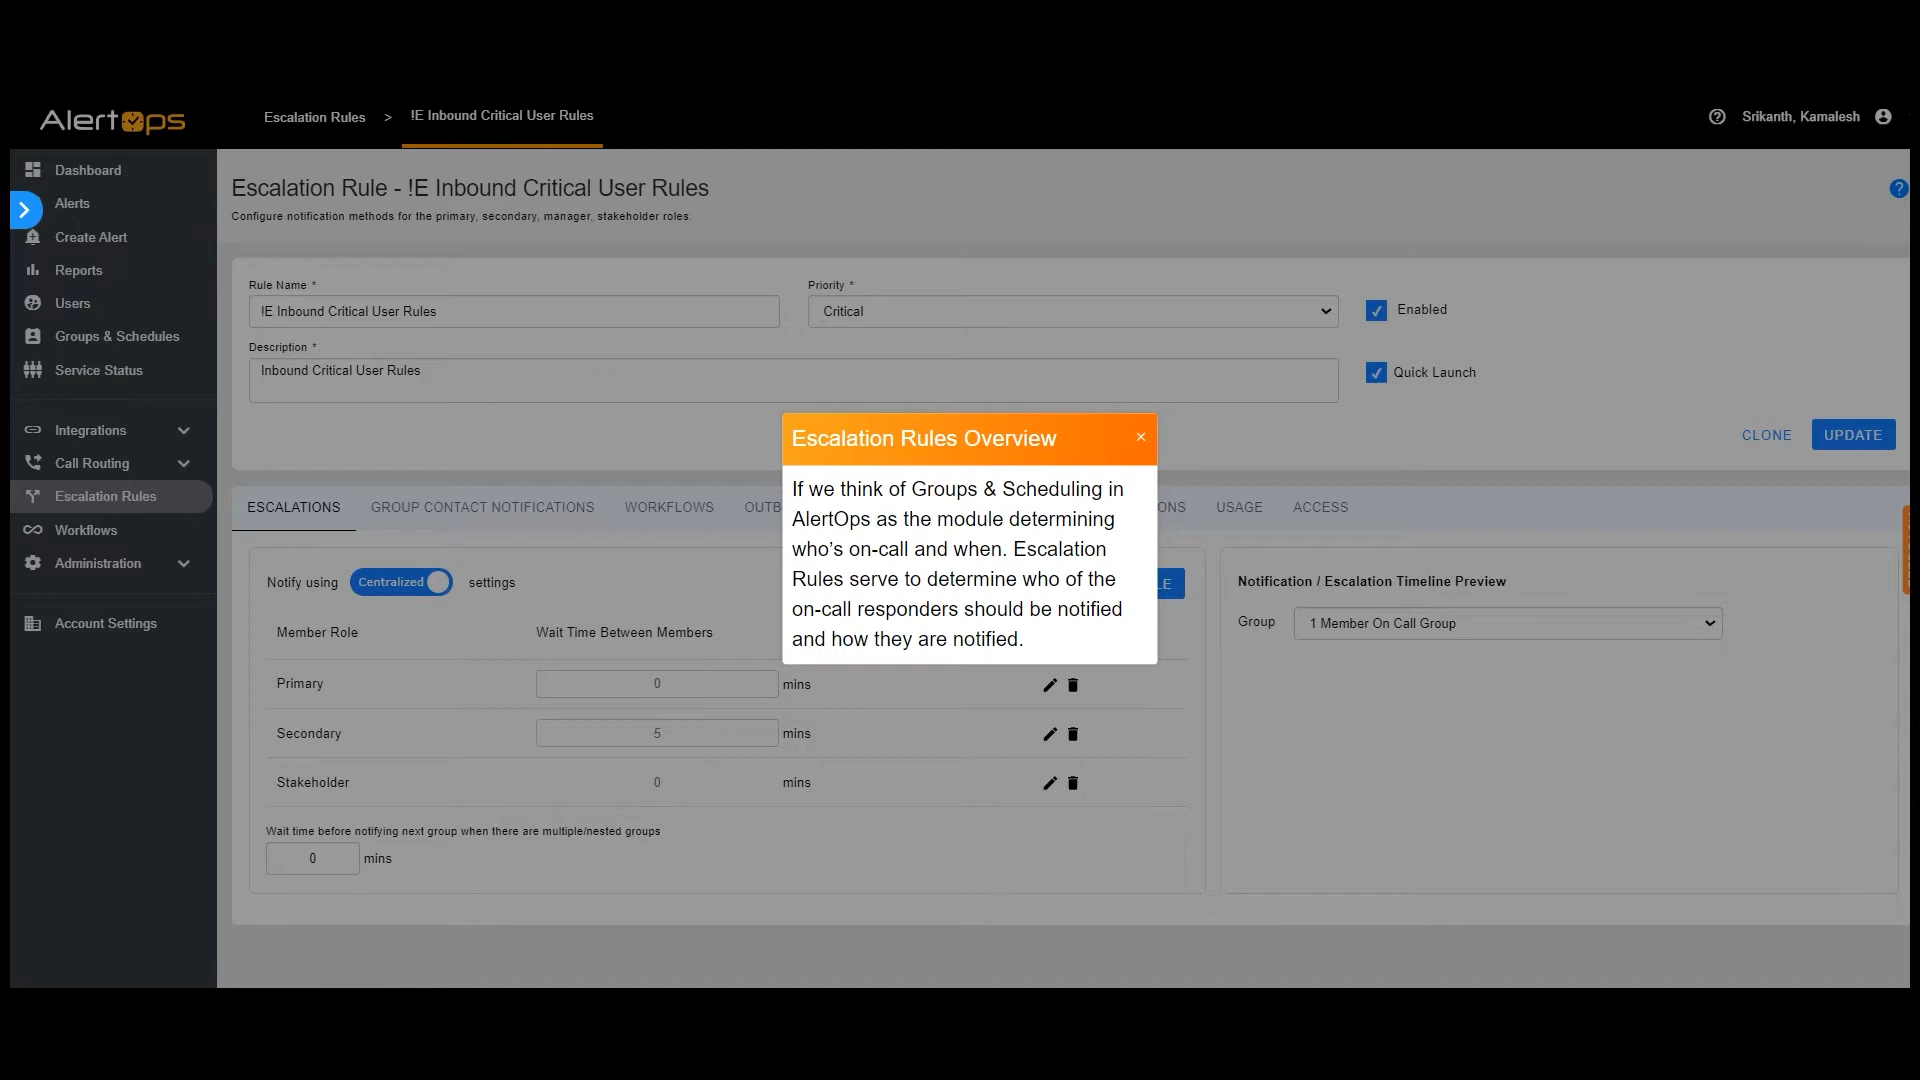 AlertOps
Escalation Rules > !E Inbound Critical User Rules
Srikanth, Kamalesh
Dashboard
Alerts
Create Alert
Reports
Users
Groups & Schedules
Service Status
Integrations
Call Routing
Escalation Rules
Workflows
Administration
Account Settings
Escalation Rule - !E Inbound Critical User Rules
Configure notification methods for the primary, secondary, manager, stakeholder roles.
Rule Name *
!E Inbound Critical User Rules
Priority *
Critical
Enabled
Description *
Inbound Critical User Rules
Quick Launch
CLONE
UPDATE
Escalation Rules Overview ×
If we think of Groups & Scheduling in
AlertOps as the module determining
who’s on-call and when. Escalation
Rules serve to determine who of the
on-call responders should be notified
and how they are notified.
ESCALATIONS GROUP CONTACT NOTIFICATIONS WORKFLOWS OUTB ONS USAGE ACCESS
Notify using Centralized settings
LE
Member Role Wait Time Between Members
Primary 0 mins
Secondary 5 mins
Stakeholder 0 mins
Wait time before notifying next group when there are multiple/nested groups
0 mins
Notification / Escalation Timeline Preview
Group 1 Member On Call Group